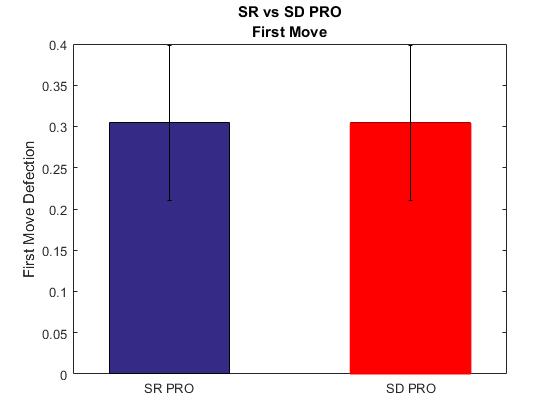 SR vs SD PRO
First Move
First Move Defection
0.4
0.35
0.3
0.25
0.2
0.15
0.1
0.05
0
SR PRO
SD PRO